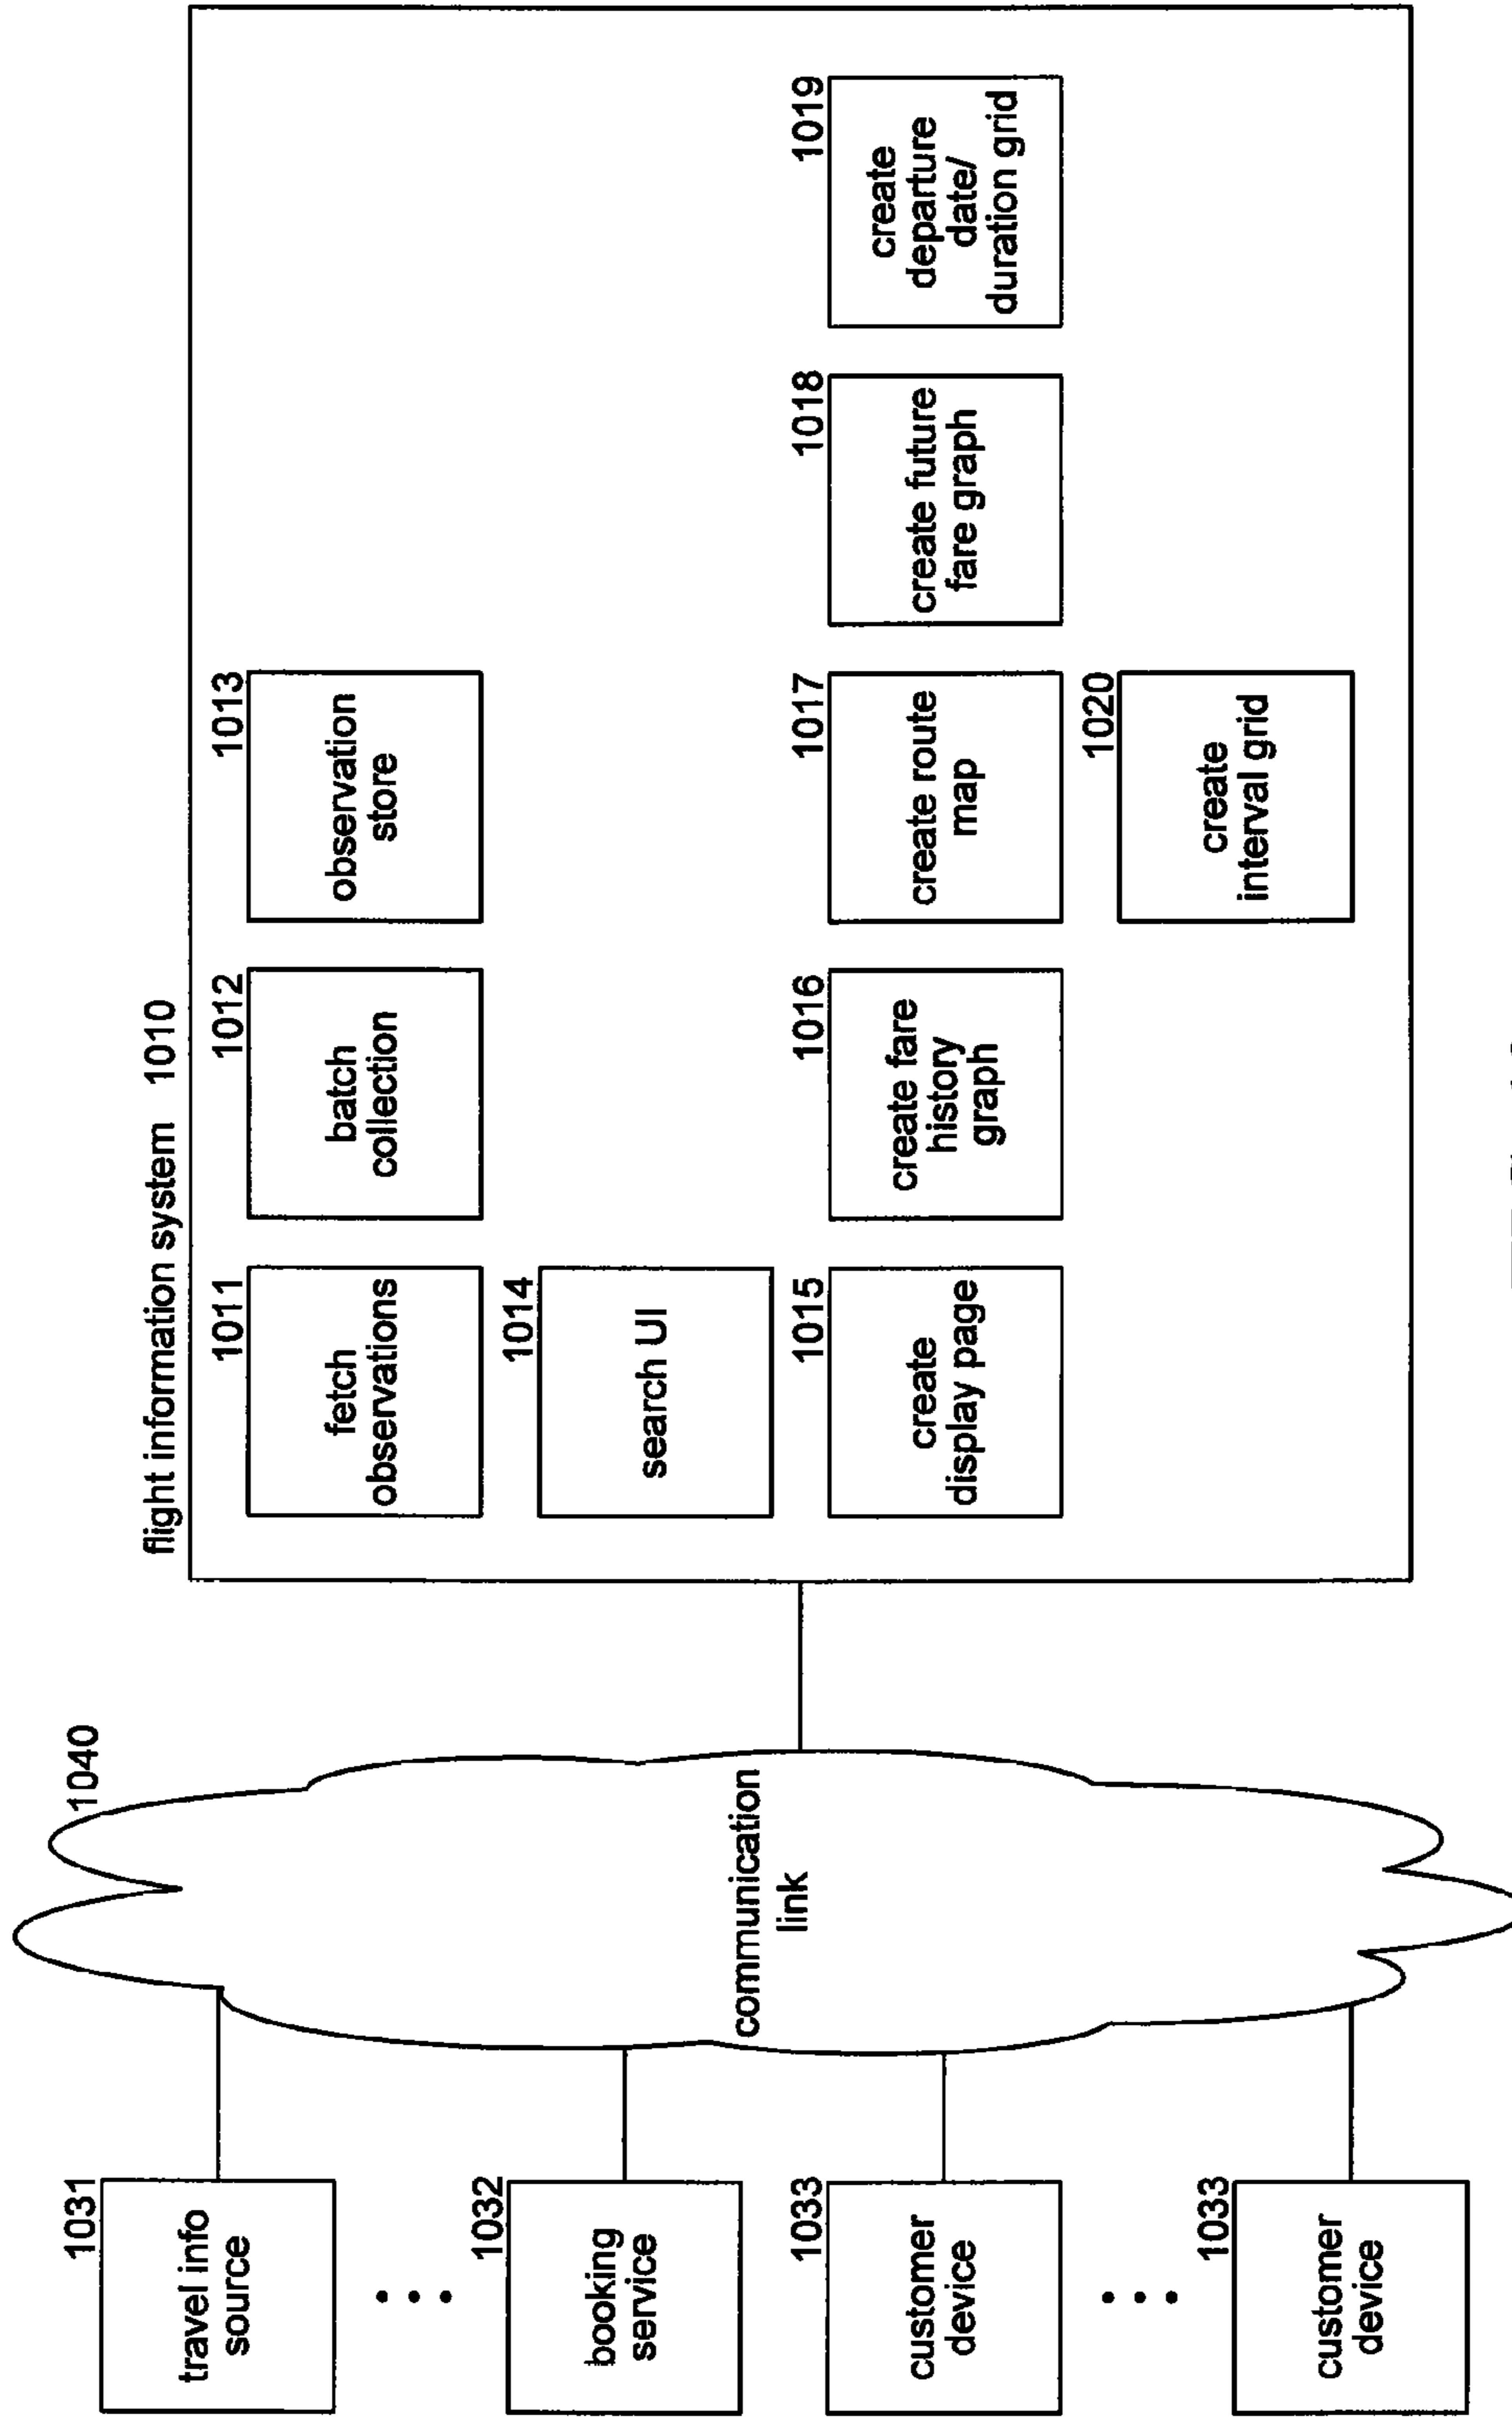 1031
travel info
source
1032
booking
service
1033
customer
device
1033
customer
device
1040
communication
link
flight information system 1010
1011
fetch
observations
1012
batch
collection
1013
observation
store
1014
search UI
1015
create
display page
1016
create fare
history
graph
1017
create route
map
1018
create future
fare graph
1019
create
departure
date/
duration grid
1020
create
interval grid